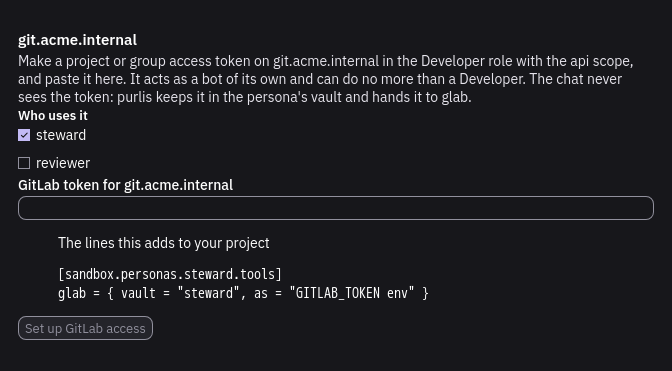 git.acme.internal
Make a project or group access token on git.acme.internal in the Developer role with the api scope,
and paste it here. It acts as a bot of its own and can do no more than a Developer. The chat never
sees the token: purlis keeps it in the persona's vault and hands it to glab.
Who uses it
steward
reviewer
GitLab token for git.acme.internal
The lines this adds to your project
[sandbox.personas.steward.tools]
glab = { vault = "steward", as = "GITLAB_TOKEN env" }
Set up GitLab access